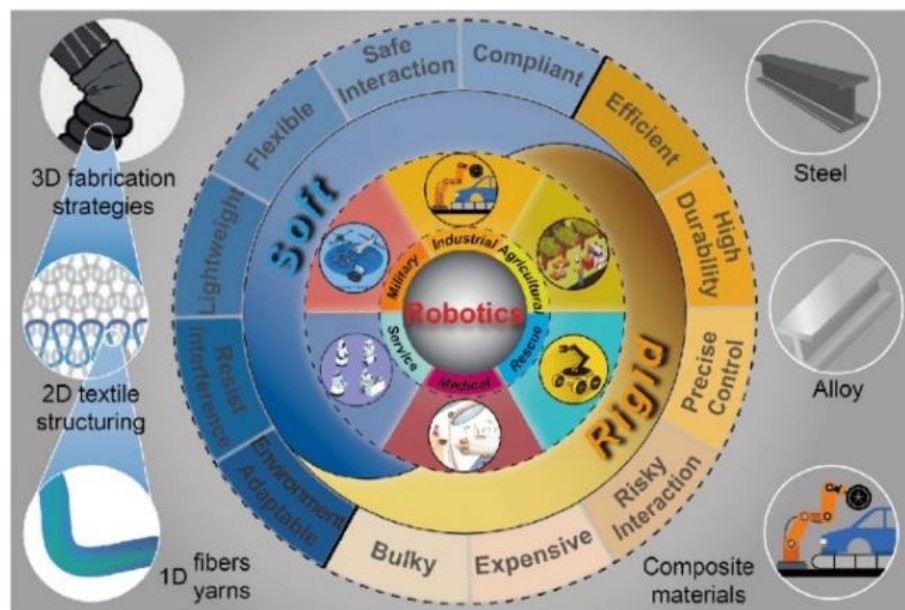 Safe
Interaction
Compliant
Flexible
Efficient
3D fabrication
strategies
Steel
Lightweight
Soft
High
Durability
Industrial
Military
Agricultural
Robotics
Service
Rescue
Medical
Resist
Interference
2D textile
structuring
Precise
Control
Alloy
Rigid
Environment
Adaptable
Risky
Interaction
Bulky
Expensive
1D fibers
yarns
Composite
materials